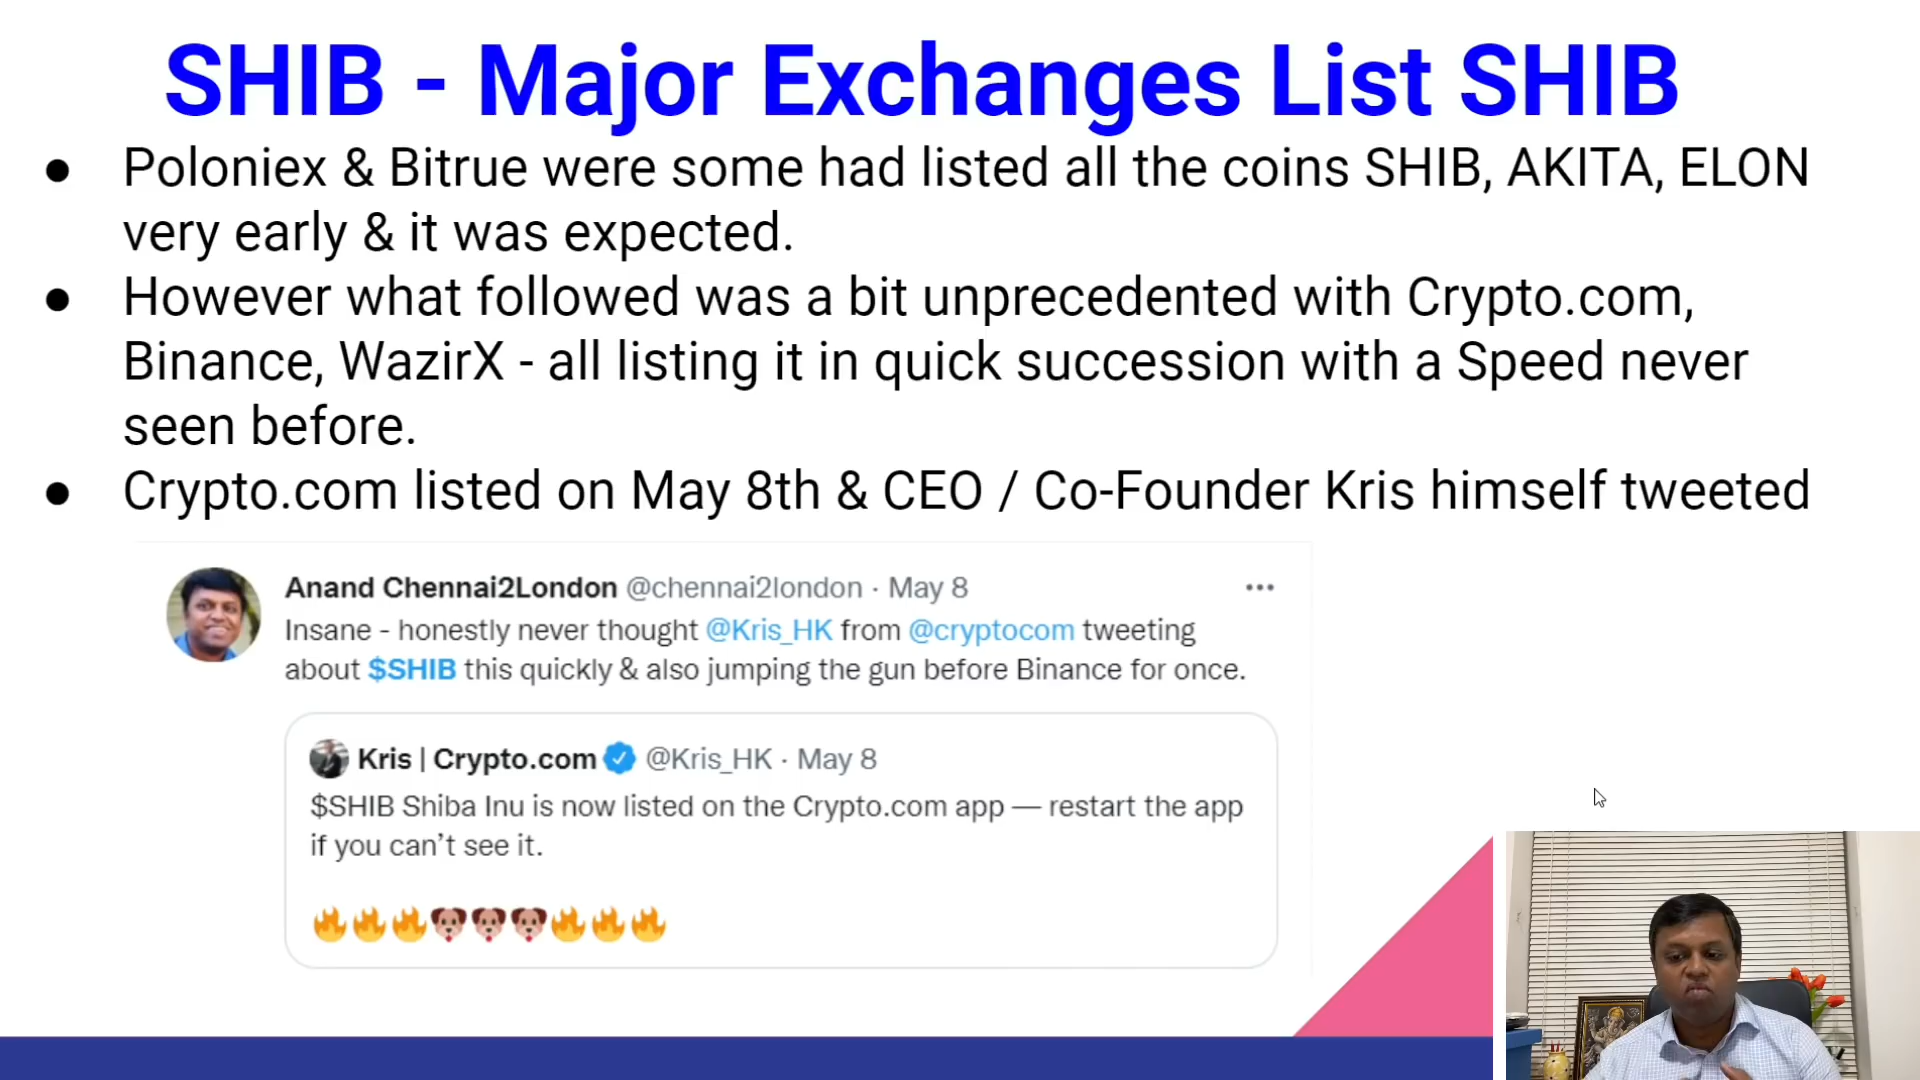 SHIB - Major Exchanges List SHIB
● Poloniex & Bitrue were some had listed all the coins SHIB, AKITA, ELON
very early & it was expected.
● However what followed was a bit unprecedented with Crypto.com,
Binance, WazirX - all listing it in quick succession with a Speed never
seen before.
● Crypto.com listed on May 8th & CEO / Co-Founder Kris himself tweeted
Anand Chennai2London @chennai2london · May 8 ···
Insane - honestly never thought @Kris_HK from @cryptocom tweeting
about $SHIB this quickly & also jumping the gun before Binance for once.
Kris | Crypto.com @Kris_HK · May 8
$SHIB Shiba Inu is now listed on the Crypto.com app — restart the app
if you can’t see it.
🔥🔥🔥🐶🐶🐶🔥🔥🔥